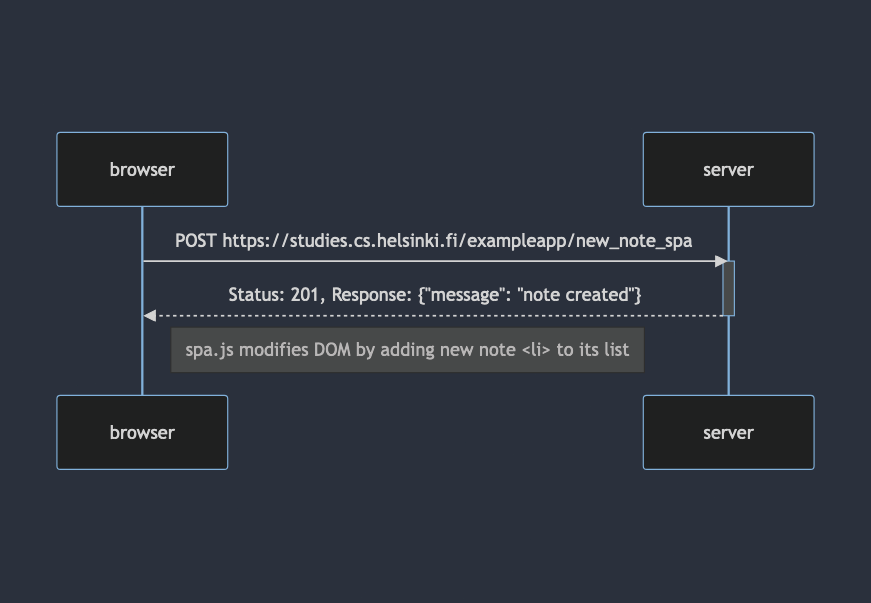 browser
server
POST https://studies.cs.helsinki.fi/exampleapp/new_note_spa
Status: 201, Response: {"message": "note created"}
spa.js modifies DOM by adding new note <li> to its list
browser
server